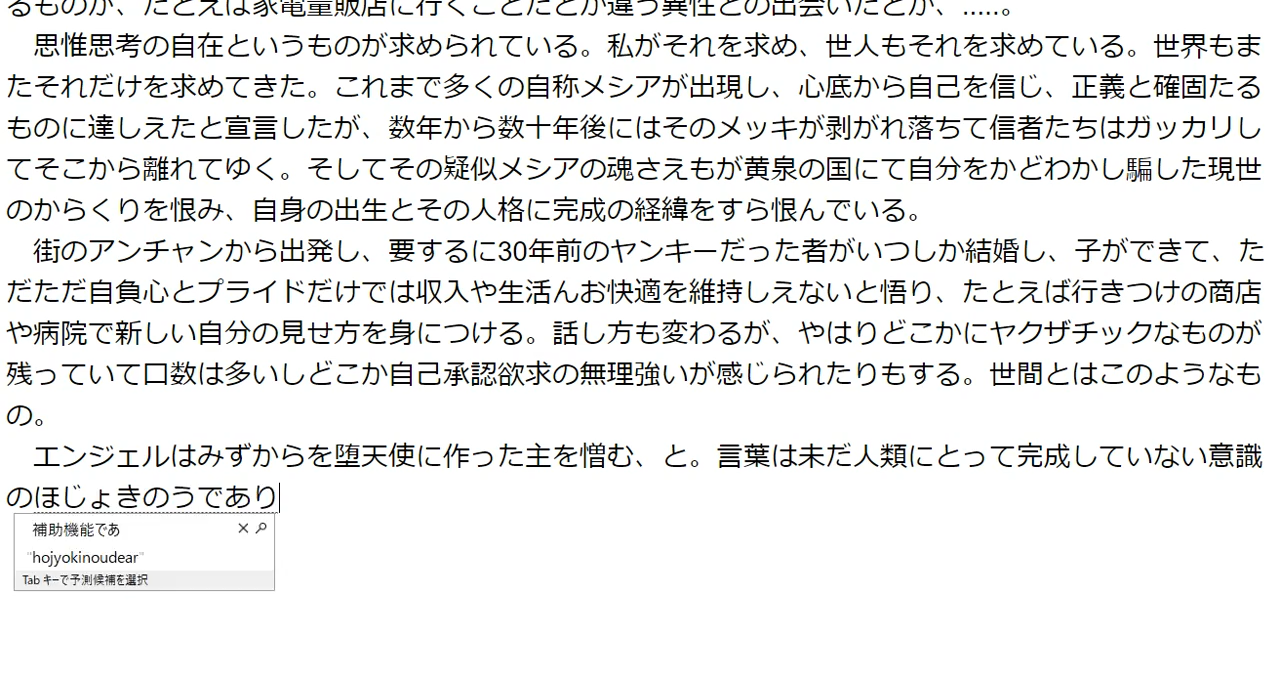 るものか、たとえば家電量販店に行くことだとか違う異性との出会いだとか、.....。
　思惟思考の自在というものが求められている。私がそれを求め、世人もそれを求めている。世界もま
たそれだけを求めてきた。これまで多くの自称メシアが出現し、心底から自己を信じ、正義と確固たる
ものに達しえたと宣言したが、数年から数十年後にはそのメッキが剥がれ落ちて信者たちはガッカリし
てそこから離れてゆく。そしてその疑似メシアの魂さえもが黄泉の国にて自分をかどわかし騙した現世
のからくりを恨み、自身の出生とその人格に完成の経緯をすら恨んでいる。
　街のアンチャンから出発し、要するに30年前のヤンキーだった者がいつしか結婚し、子ができて、た
だただ自負心とプライドだけでは収入や生活んお快適を維持しえないと悟り、たとえば行きつけの商店
や病院で新しい自分の見せ方を身につける。話し方も変わるが、やはりどこかにヤクザチックなものが
残っていて口数は多いしどこか自己承認欲求の無理強いが感じられたりもする。世間とはこのようなも
の。
　エンジェルはみずからを堕天使に作った主を憎む、と。言葉は未だ人類にとって完成していない意識
のほじょきのうであり
補助機能であ
"hojyokinoudear"
Tab キーで予測候補を選択